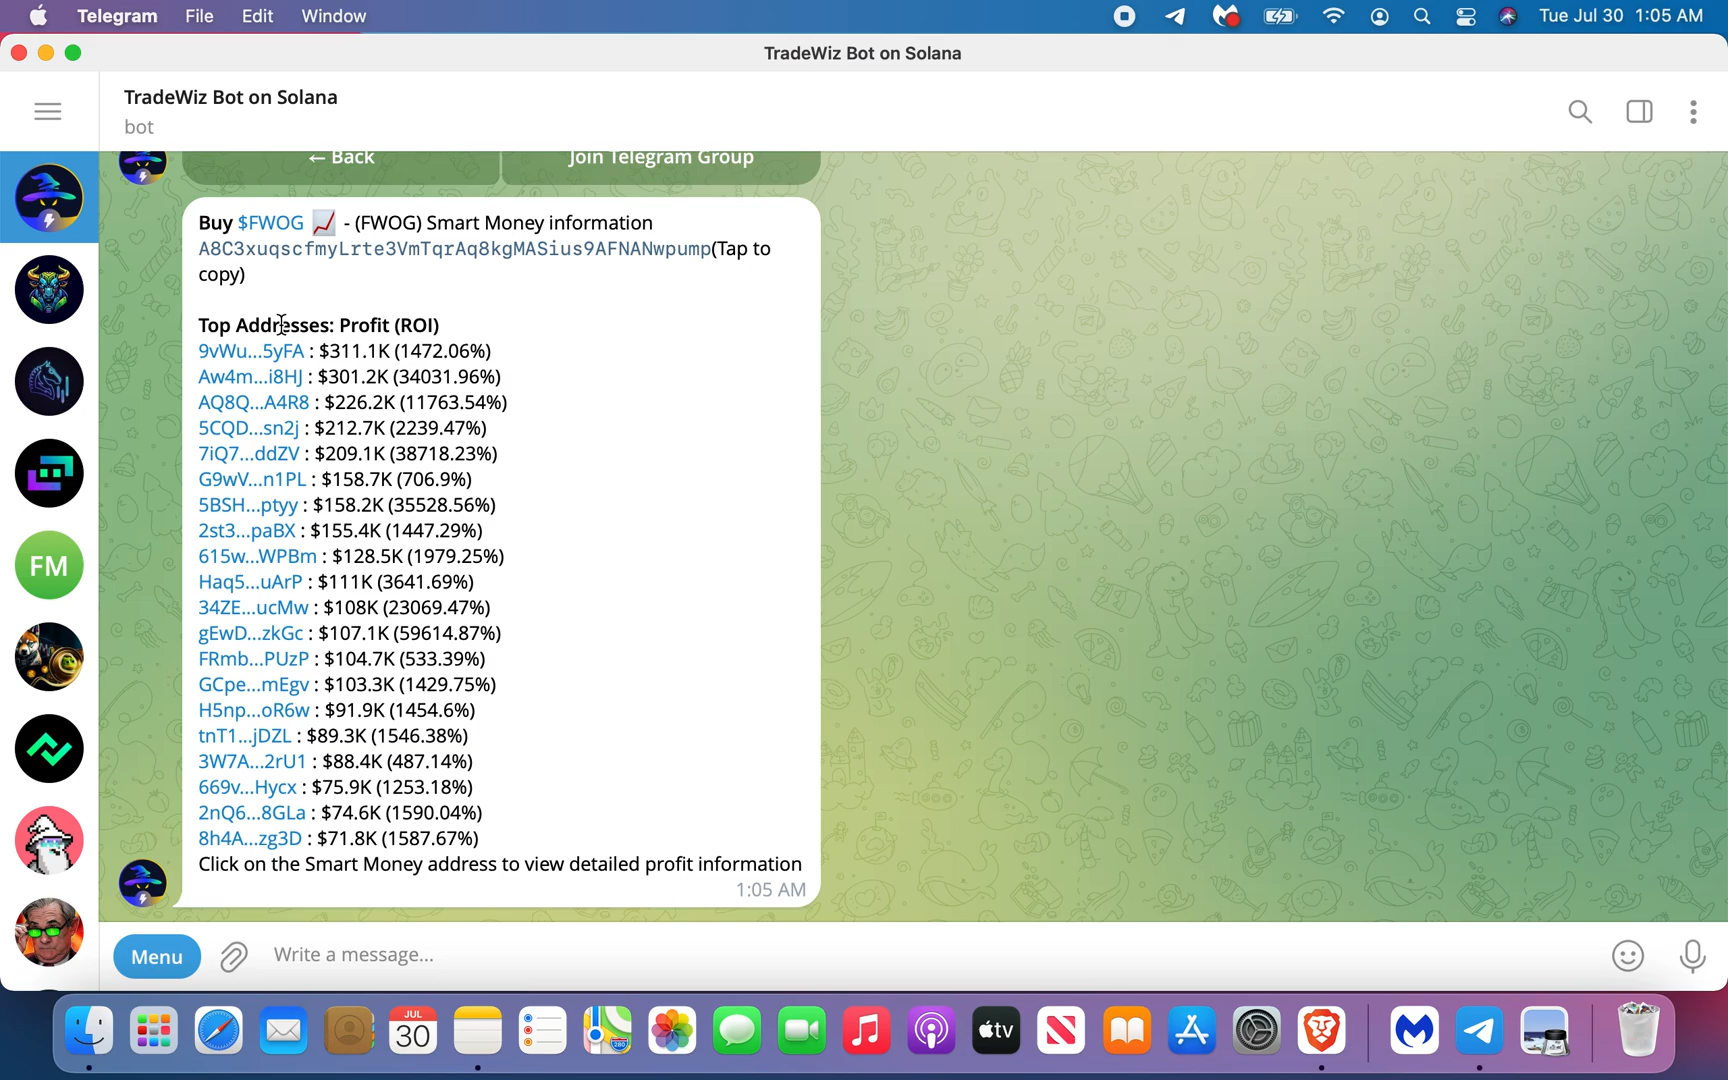 Telegram File Edit Window Tue Jul 30 1:05 AM
TradeWiz Bot on Solana
TradeWiz Bot on Solana
bot
← Back Join Telegram Group
Buy $FWOG 📈 - (FWOG) Smart Money information
A8C3xuqscfmyLrte3VmTqrAq8kgMASius9AFNANwpump(Tap to
copy)
Top Addresses: Profit (ROI)
9vWu...5yFA : $311.1K (1472.06%)
Aw4m...i8HJ : $301.2K (34031.96%)
AQ8Q...A4R8 : $226.2K (11763.54%)
5CQD...sn2j : $212.7K (2239.47%)
7iQ7...ddZV : $209.1K (38718.23%)
G9wV...n1PL : $158.7K (706.9%)
5BSH...ptyy : $158.2K (35528.56%)
2st3...paBX : $155.4K (1447.29%)
615w...WPBm : $128.5K (1979.25%)
Haq5...uArP : $111K (3641.69%)
34ZE...ucMw : $108K (23069.47%)
gEwD...zkGc : $107.1K (59614.87%)
FRmb...PUzP : $104.7K (533.39%)
GCpe...mEgv : $103.3K (1429.75%)
H5np...oR6w : $91.9K (1454.6%)
tnT1...jDZL : $89.3K (1546.38%)
3W7A...2rU1 : $88.4K (487.14%)
669v...Hycx : $75.9K (1253.18%)
2nQ6...8GLa : $74.6K (1590.04%)
8h4A...zg3D : $71.8K (1587.67%)
Click on the Smart Money address to view detailed profit information
1:05 AM
FM
Menu Write a message...
JUL
30
tv
280